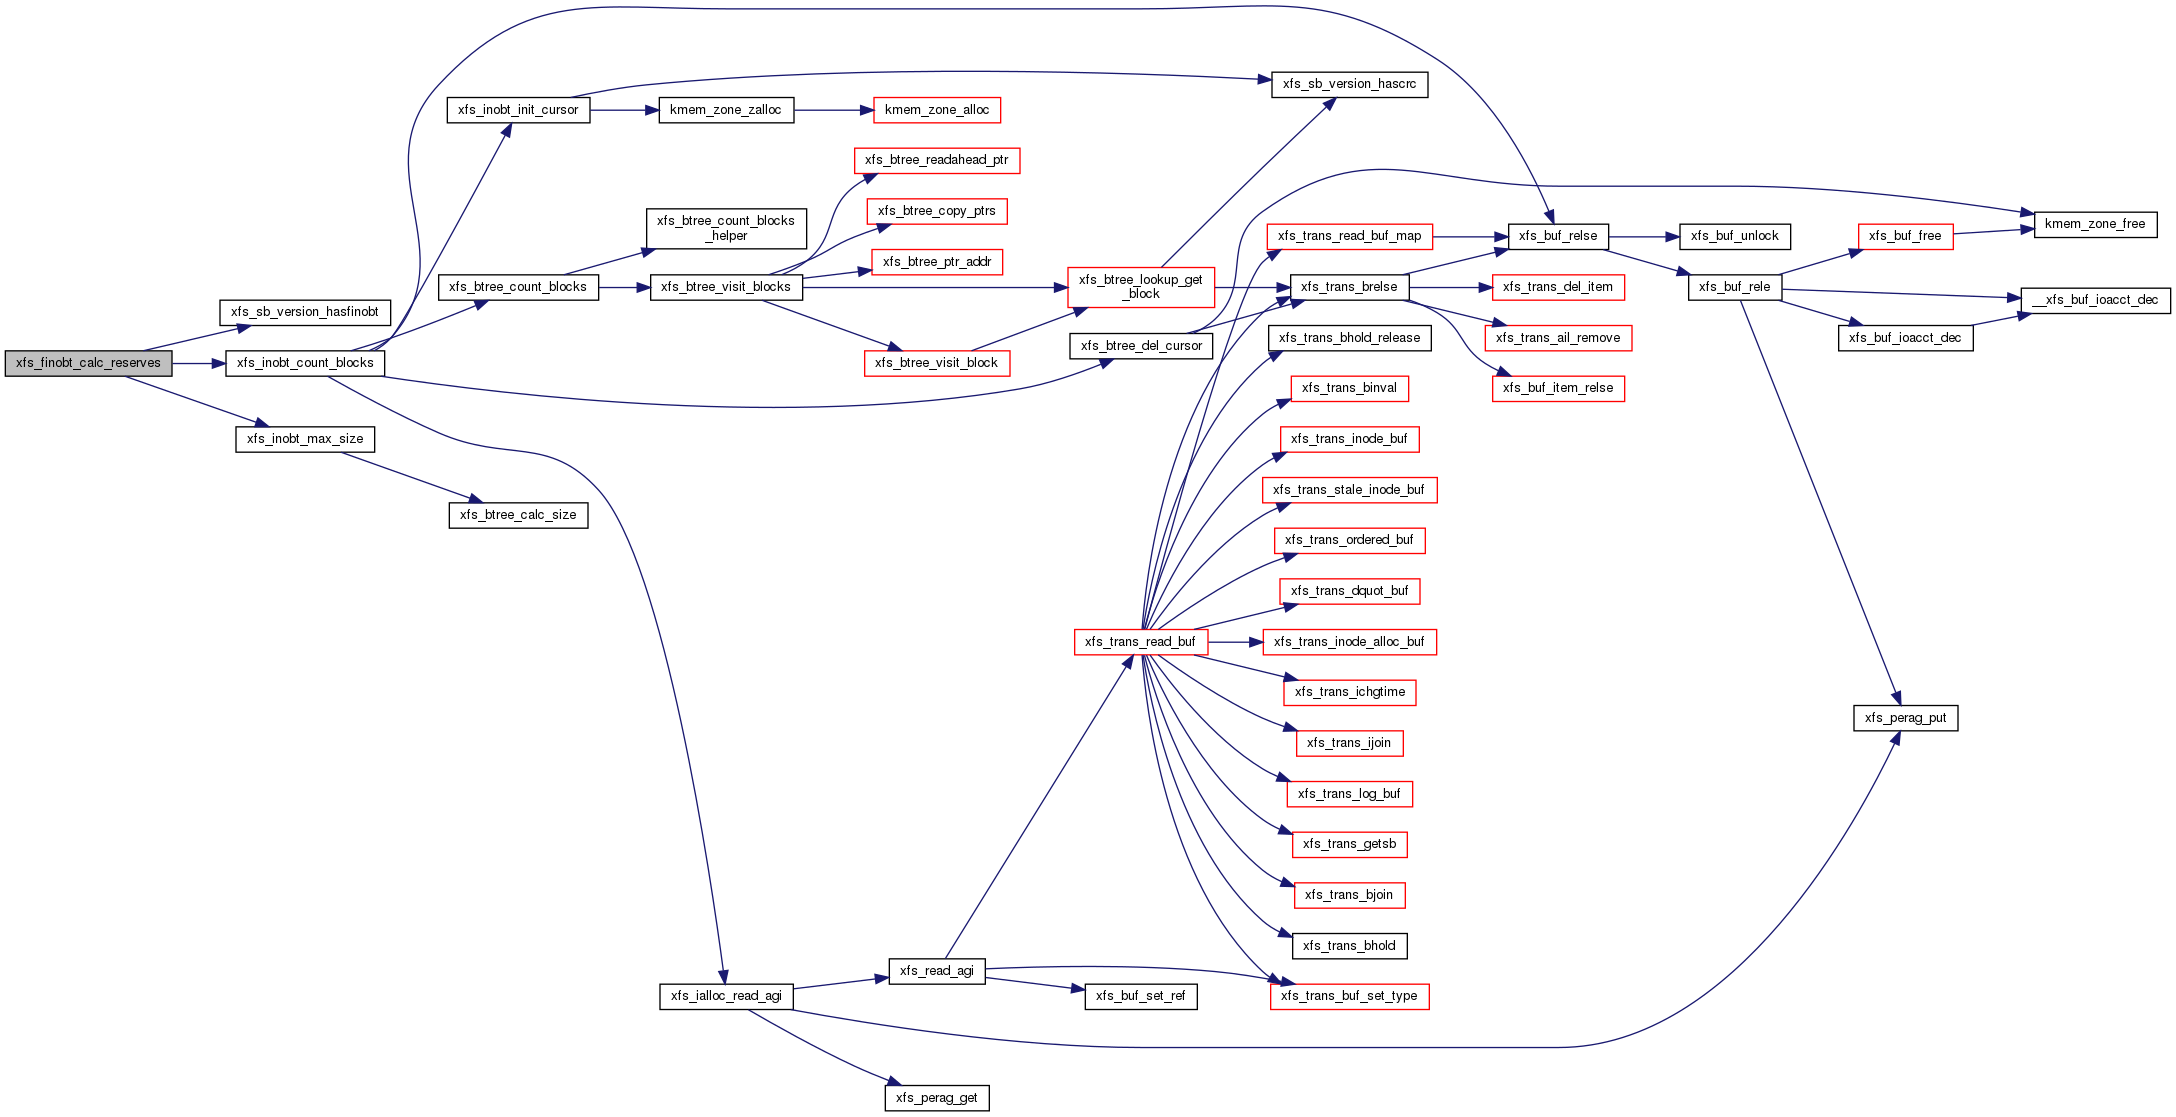 xfs_sb_version_hascrc
xfs_inobt_init_cursor
kmem_zone_zalloc
kmem_zone_alloc
xfs_btree_readahead_ptr
xfs_btree_copy_ptrs
xfs_btree_count_blocks
_helper
xfs_trans_read_buf_map
xfs_buf_relse
xfs_buf_unlock
xfs_buf_free
kmem_zone_free
xfs_btree_ptr_addr
xfs_btree_count_blocks
xfs_btree_visit_blocks
xfs_btree_lookup_get
_block
xfs_trans_brelse
xfs_trans_del_item
xfs_buf_rele
__xfs_buf_ioacct_dec
xfs_sb_version_hasfinobt
xfs_btree_del_cursor
xfs_trans_bhold_release
xfs_trans_ail_remove
xfs_buf_ioacct_dec
xfs_finobt_calc_reserves
xfs_inobt_count_blocks
xfs_btree_visit_block
xfs_trans_binval
xfs_buf_item_relse
xfs_inobt_max_size
xfs_trans_inode_buf
xfs_trans_stale_inode_buf
xfs_btree_calc_size
xfs_trans_ordered_buf
xfs_trans_dquot_buf
xfs_trans_read_buf
xfs_trans_inode_alloc_buf
xfs_trans_ichgtime
xfs_perag_put
xfs_trans_ijoin
xfs_trans_log_buf
xfs_trans_getsb
xfs_trans_bjoin
xfs_trans_bhold
xfs_read_agi
xfs_ialloc_read_agi
xfs_buf_set_ref
xfs_trans_buf_set_type
xfs_perag_get